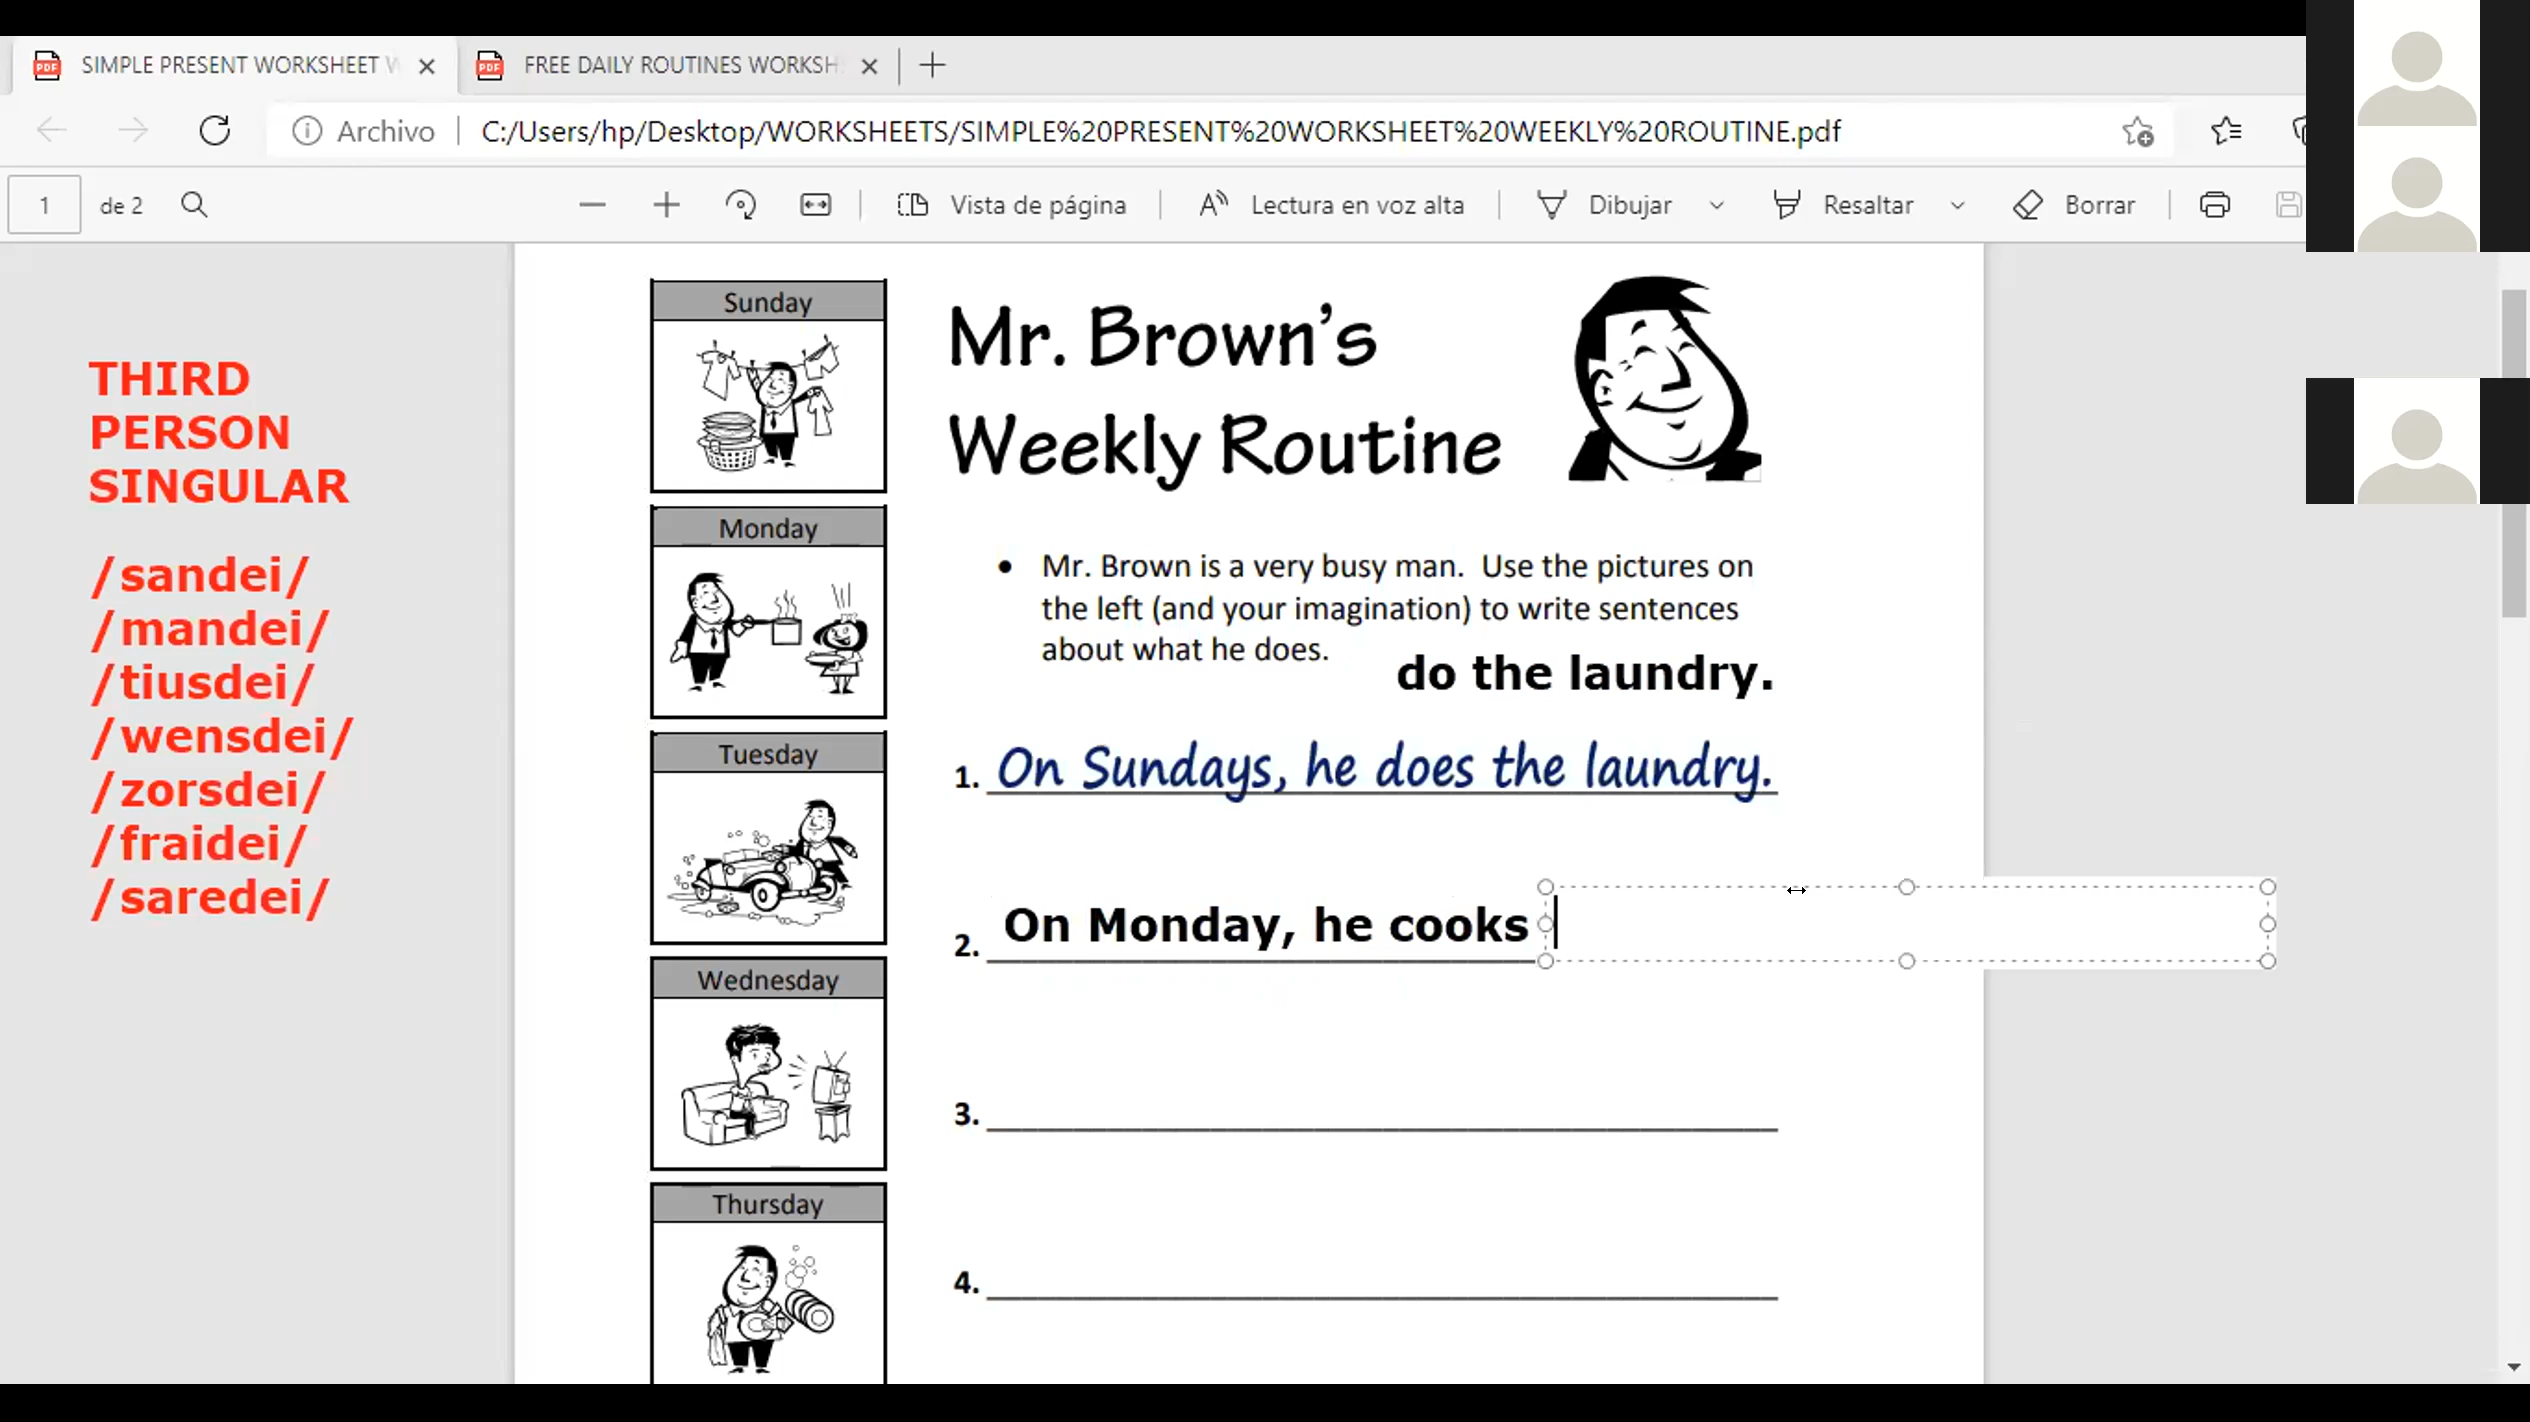 SIMPLE PRESENT WORKSHEET
FREE DAILY ROUTINES WORKSH
Archivo
C:/Users/hp/Desktop/WORKSHEETS/SIMPLE%20PRESENT%20WORKSHEET%20WEEKLY%20ROUTINE.pdf
1 de 2
Vista de página
Lectura en voz alta
Dibujar
Resaltar
Borrar
THIRD
PERSON
SINGULAR
/sandei/
/mandei/
/tiusdei/
/wensdei/
/zorsdei/
/fraidei/
/saredei/
Sunday
Monday
Tuesday
Wednesday
Thursday
Mr. Brown's
Weekly Routine
• Mr. Brown is a very busy man. Use the pictures on
the left (and your imagination) to write sentences
about what he does.
do the laundry.
1. On Sundays, he does the laundry.
2. On Monday, he cooks
3.
4.